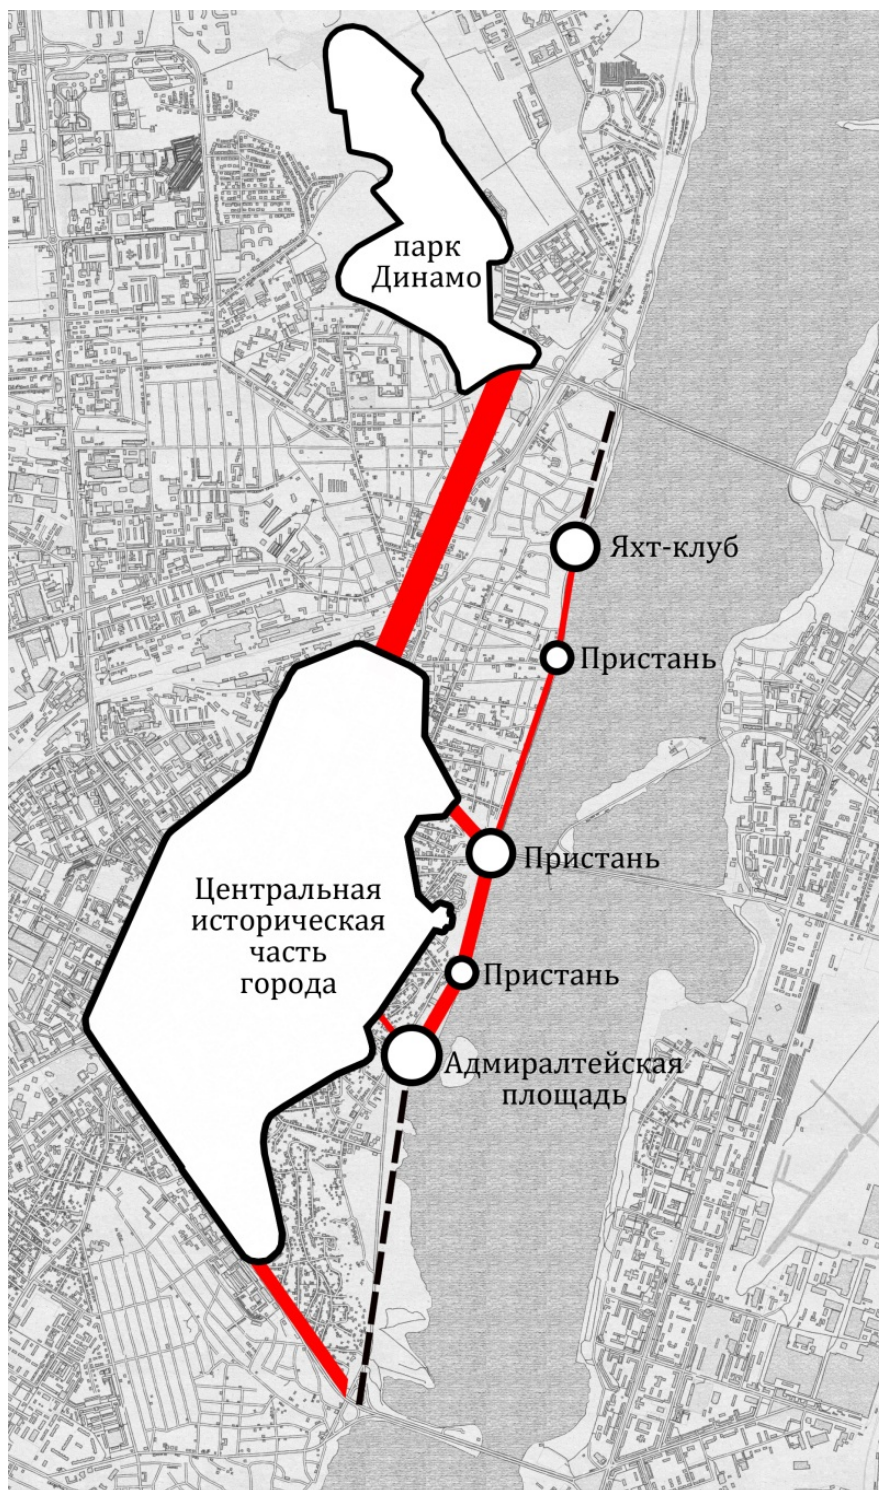 парк
Динамо
Яхт-клуб
Пристань
Пристань
Центральная
историческая
часть
города
Пристань
Адмиралтейская
площадь